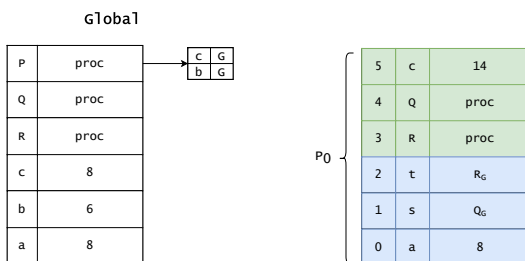 Global
P proc
c G
b G
Q proc
R proc
c 8
b 6
a 8
P0
5 c 14
4 Q proc
3 R proc
2 t RG
1 s QG
0 a 8